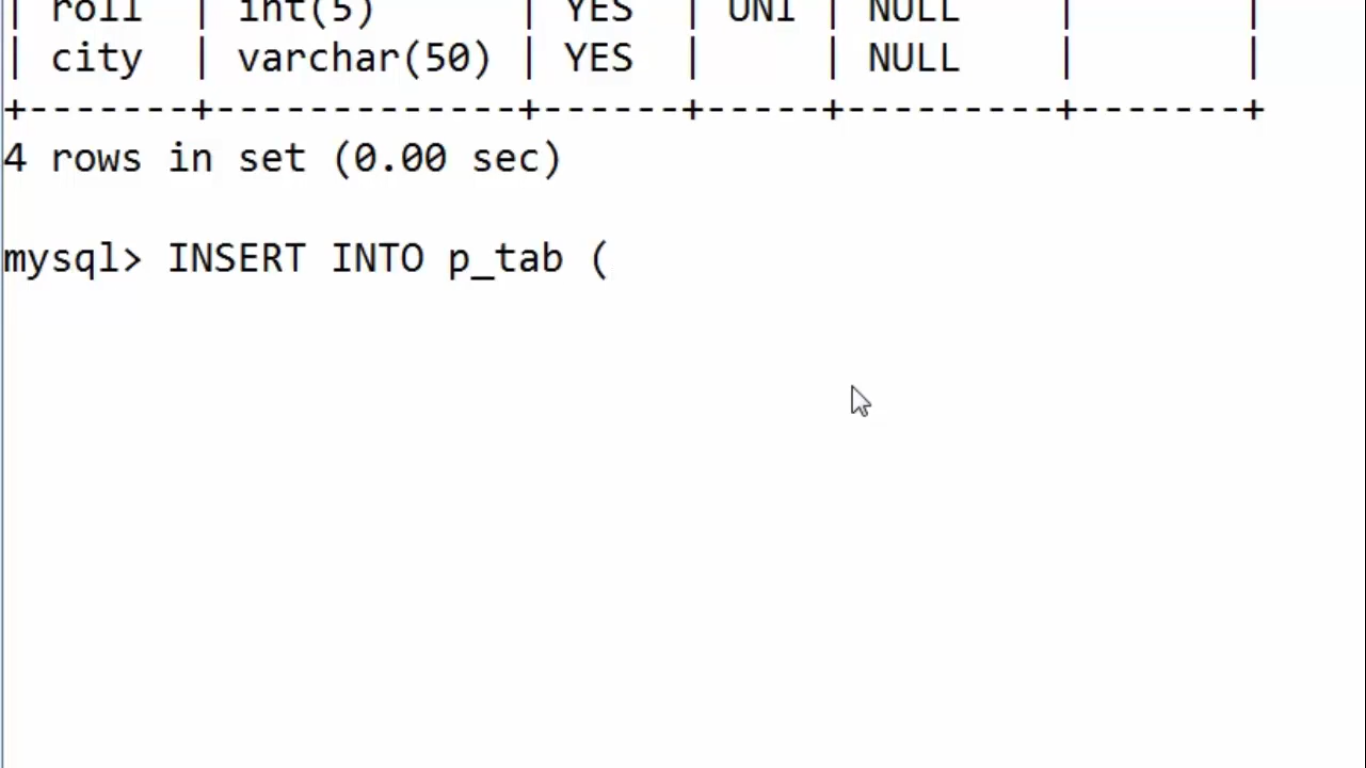 | roll | int(5) | YES | UNI | NULL | |
| city | varchar(50) | YES | | NULL | |
+-------+-------------+------+-----+---------+-------+
4 rows in set (0.00 sec)
mysql> INSERT INTO p_tab (